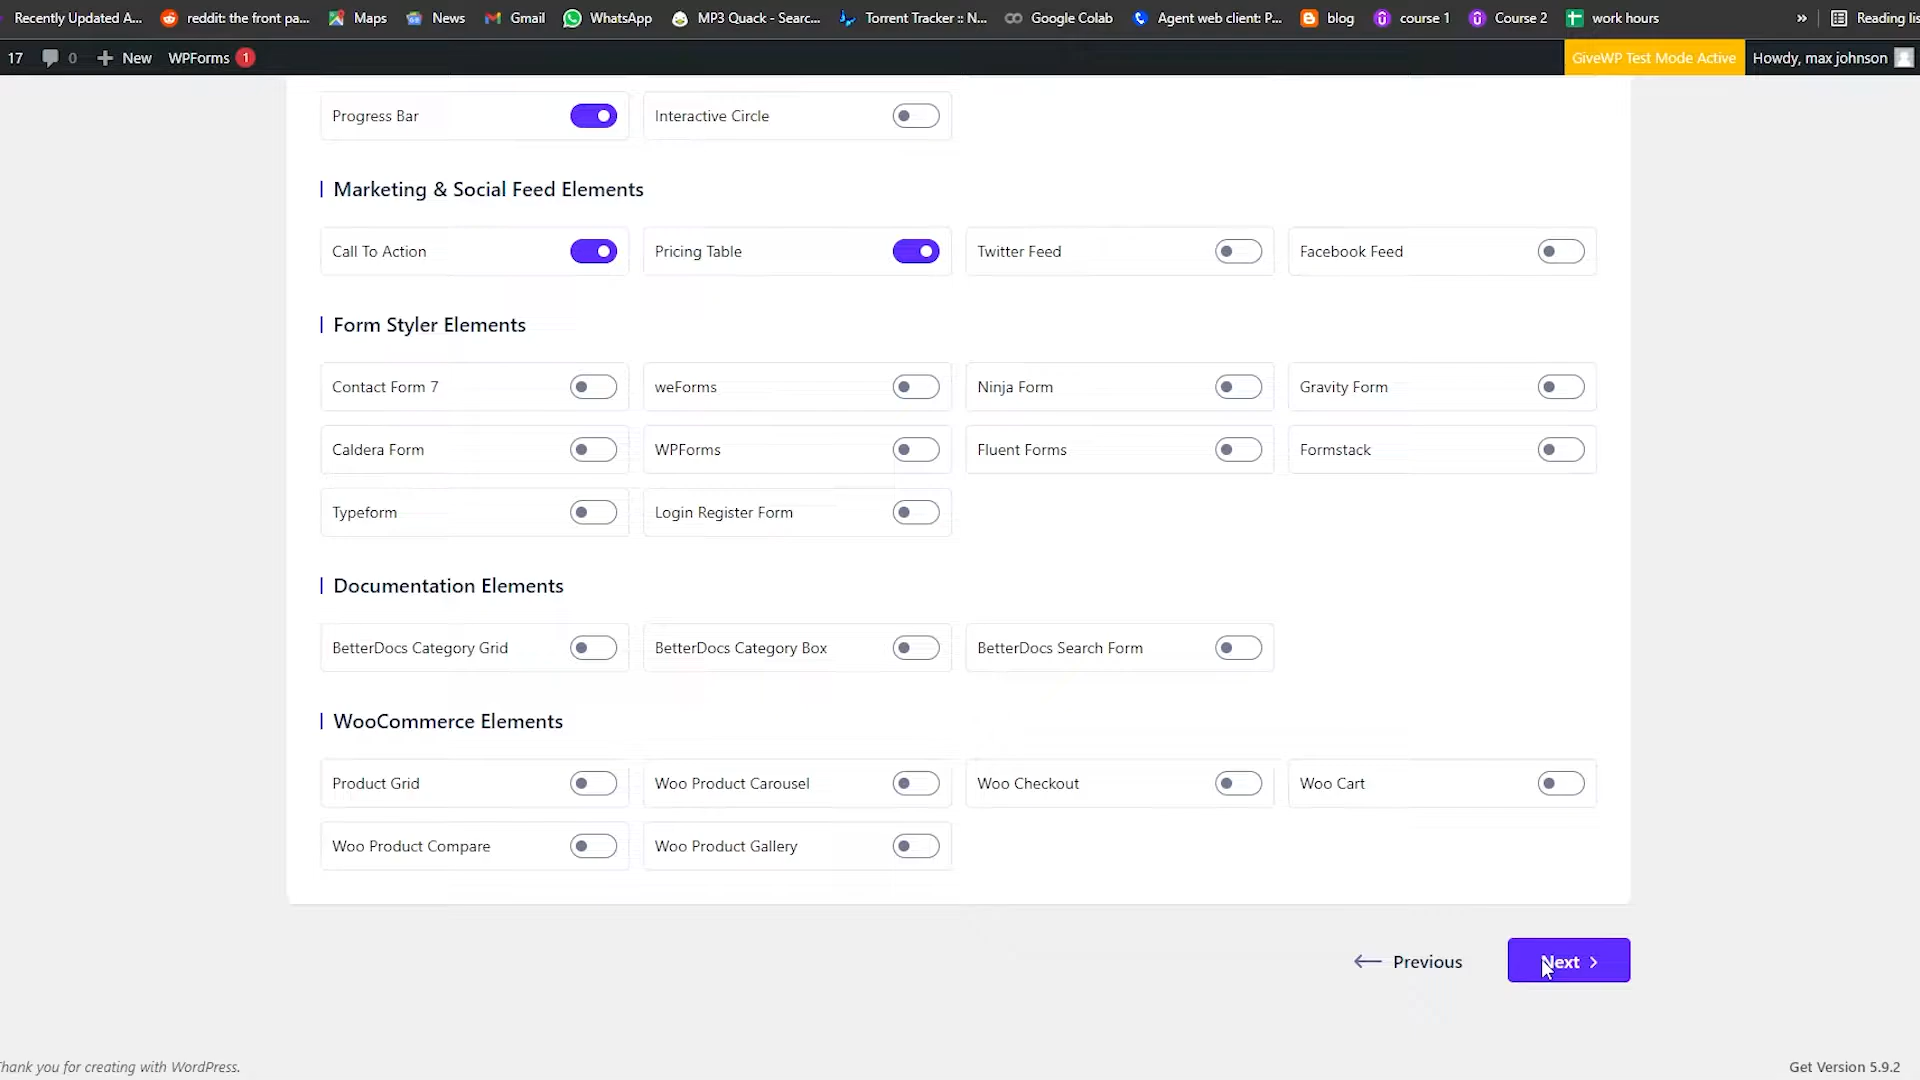 Recently Updated A... reddit: the front pa... Maps News Gmail WhatsApp MP3 Quack - Searc... Torrent Tracker :: N... Google Colab Agent web client: P... blog course 1 Course 2 work hours » Reading lis
17 0 New WPForms 1 GiveWP Test Mode Active Howdy, max johnson
Progress Bar Interactive Circle
Marketing & Social Feed Elements
Call To Action Pricing Table Twitter Feed Facebook Feed
Form Styler Elements
Contact Form 7 weForms Ninja Form Gravity Form
Caldera Form WPForms Fluent Forms Formstack
Typeform Login Register Form
Documentation Elements
BetterDocs Category Grid BetterDocs Category Box BetterDocs Search Form
WooCommerce Elements
Product Grid Woo Product Carousel Woo Checkout Woo Cart
Woo Product Compare Woo Product Gallery
Previous Next
hank you for creating with WordPress. Get Version 5.9.2